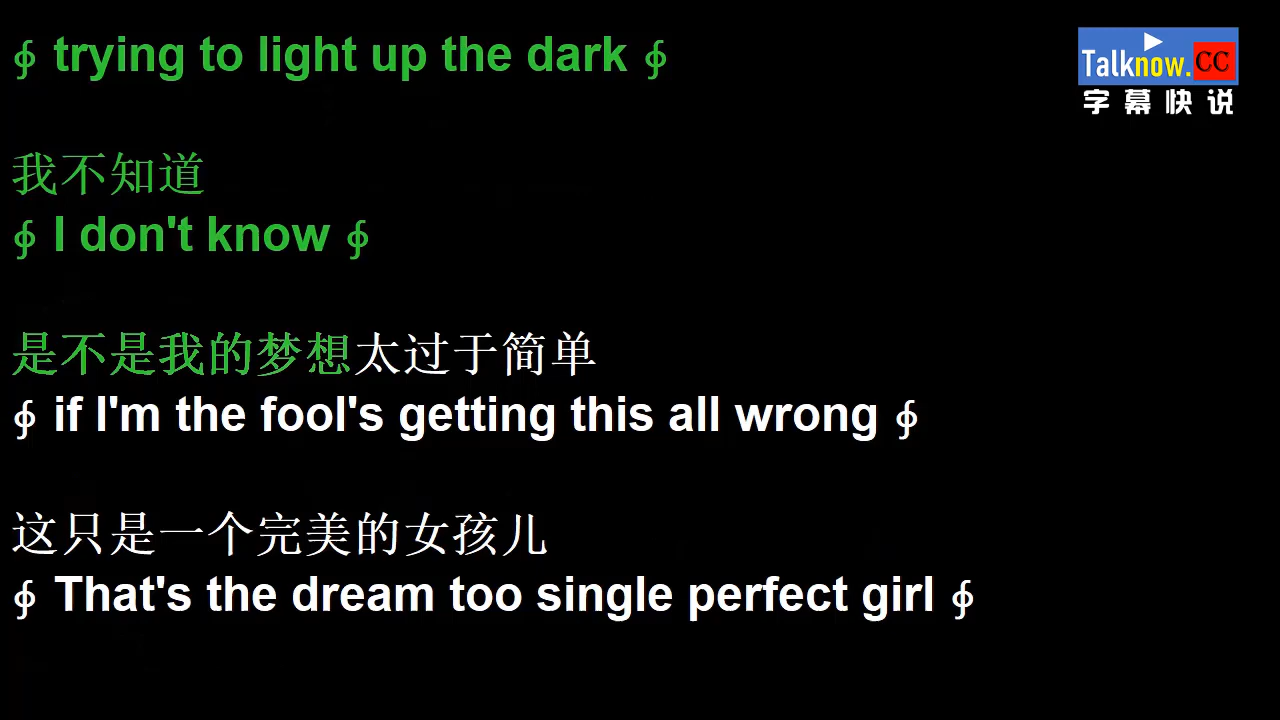 ∮ trying to light up the dark ∮
Talknow.CC
字幕快说
我不知道
∮ I don't know ∮
是不是我的梦想太过于简单
∮ if I'm the fool's getting this all wrong ∮
这只是一个完美的女孩儿
∮ That's the dream too single perfect girl ∮